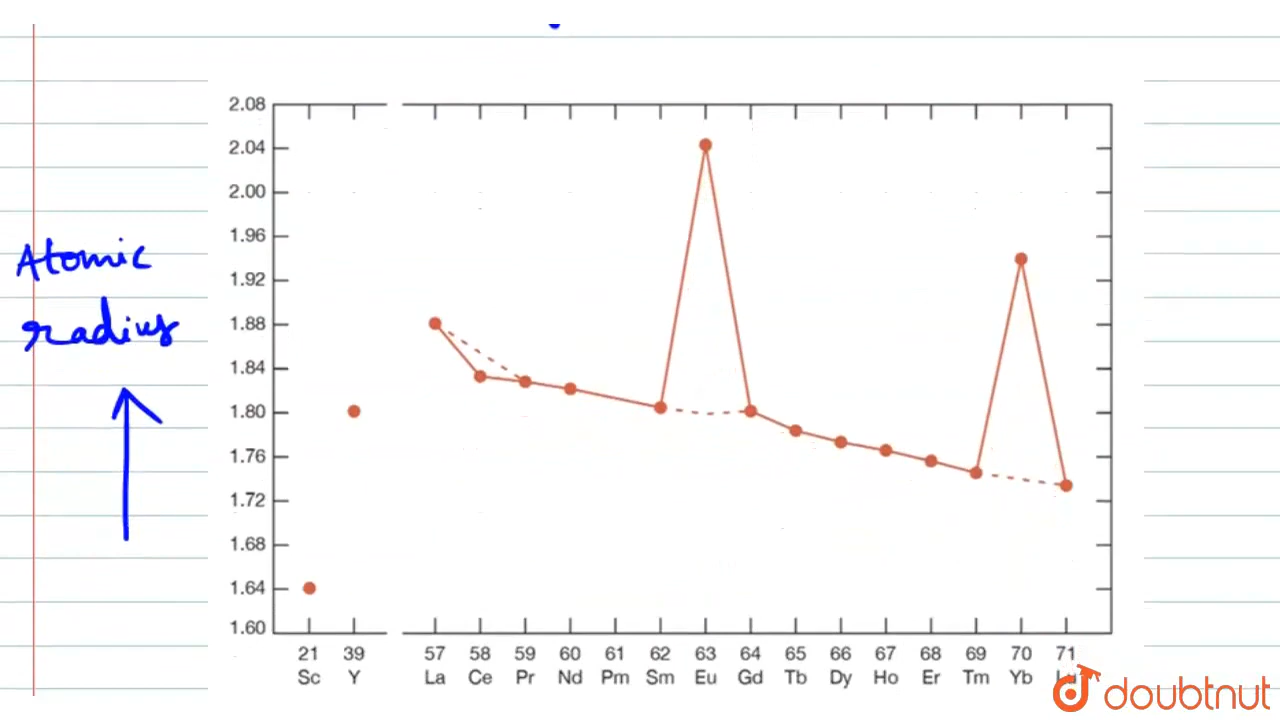 Atomic
radius
2.08
2.04
2.00
1.96
1.92
1.88
1.84
1.80
1.76
1.72
1.68
1.64
1.60
21 39 57 58 59 60 61 62 63 64 65 66 67 68 69 70 71
Sc Y La Ce Pr Nd Pm Sm Eu Gd Tb Dy Ho Er Tm Yb Lu
doubtnut